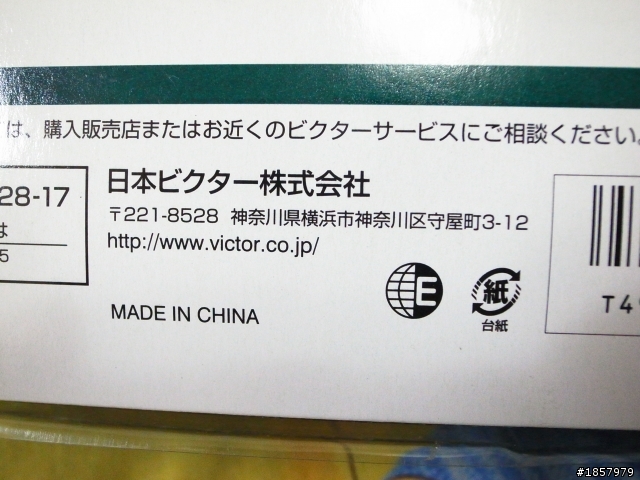 は、購入販売店またはお近くのビクターサービスにご相談ください。
28-17
は
5
日本ビクター株式会社
〒221-8528 神奈川県横浜市神奈川区守屋町3-12
http://www.victor.co.jp/
E
紙
台紙
MADE IN CHINA
T4
#1857979